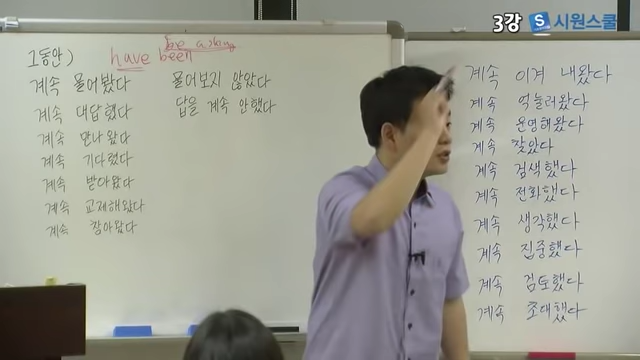 3강 S 시원스쿨
be a shy
그동안) have been
계속 물어봤다 물어보지 않았다
계속 대답했다 답을 계속 안했다
계속 만나왔다
계속 기다렸다
계속 받아왔다
계속 교제해왔다
계속 참아왔다
계속 이겨 내왔다
계속 억눌러왔다
계속 운영해왔다
계속 찾았다
계속 검색했다
계속 전화했다
계속 생각했다
계속 집중했다
계속 검토했다
계속 초대했다